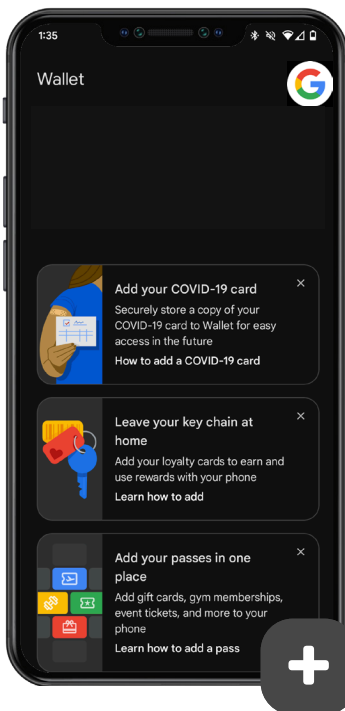 1:35
Wallet
Add your COVID-19 card
Securely store a copy of your
COVID-19 card to Wallet for easy
access in the future
How to add a COVID-19 card
Leave your key chain at
home
Add your loyalty cards to earn and
use rewards with your phone
Learn how to add
Add your passes in one
place
Add gift cards, gym memberships,
event tickets, and more to your
phone
Learn how to add a pass